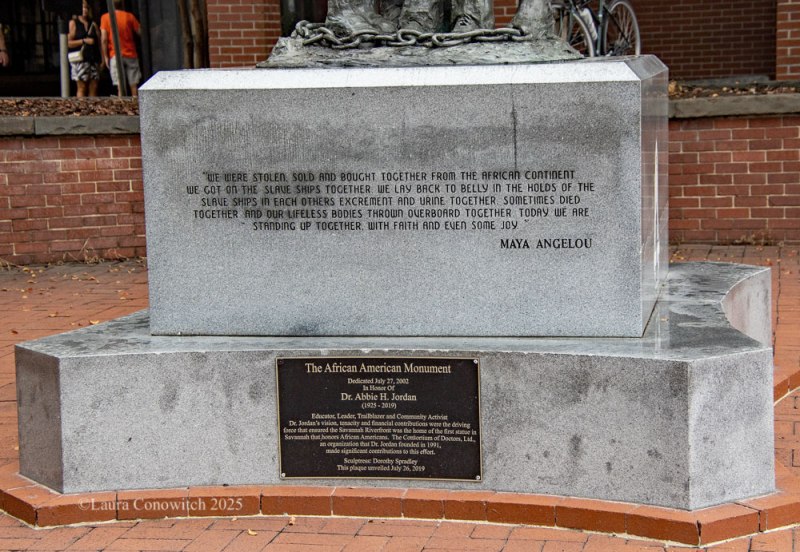 "WE WERE STOLEN, SOLD AND BOUGHT TOGETHER FROM THE AFRICAN CONTINENT.
WE GOT ON THE SLAVE SHIPS TOGETHER. WE LAY BACK TO BELLY IN THE HOLDS OF THE
SLAVE SHIPS IN EACH OTHERS EXCREMENT AND URINE TOGETHER, SOMETIMES DIED
TOGETHER, AND OUR LIFELESS BODIES THROWN OVERBOARD TOGETHER. TODAY, WE ARE
STANDING UP TOGETHER, WITH FAITH AND EVEN SOME JOY."
MAYA ANGELOU
The African American Monument
Dedicated July 27, 2002
In Honor Of
Dr. Abbie H. Jordan
(1925 - 2019)
Educator, Leader, Trailblazer and Community Activist
Dr. Jordan's vision, tenacity and financial contributions were the driving
force that ensured the Savannah Riverfront was the home of the first statue in
Savannah that honors African Americans. The Consortium of Doctors, Ltd.,
an organization that Dr. Jordan founded in 1991,
made significant contributions to this effort.
Sculptress: Dorothy Spradley
This plaque unveiled July 26, 2019
©Laura Conowitch 2025